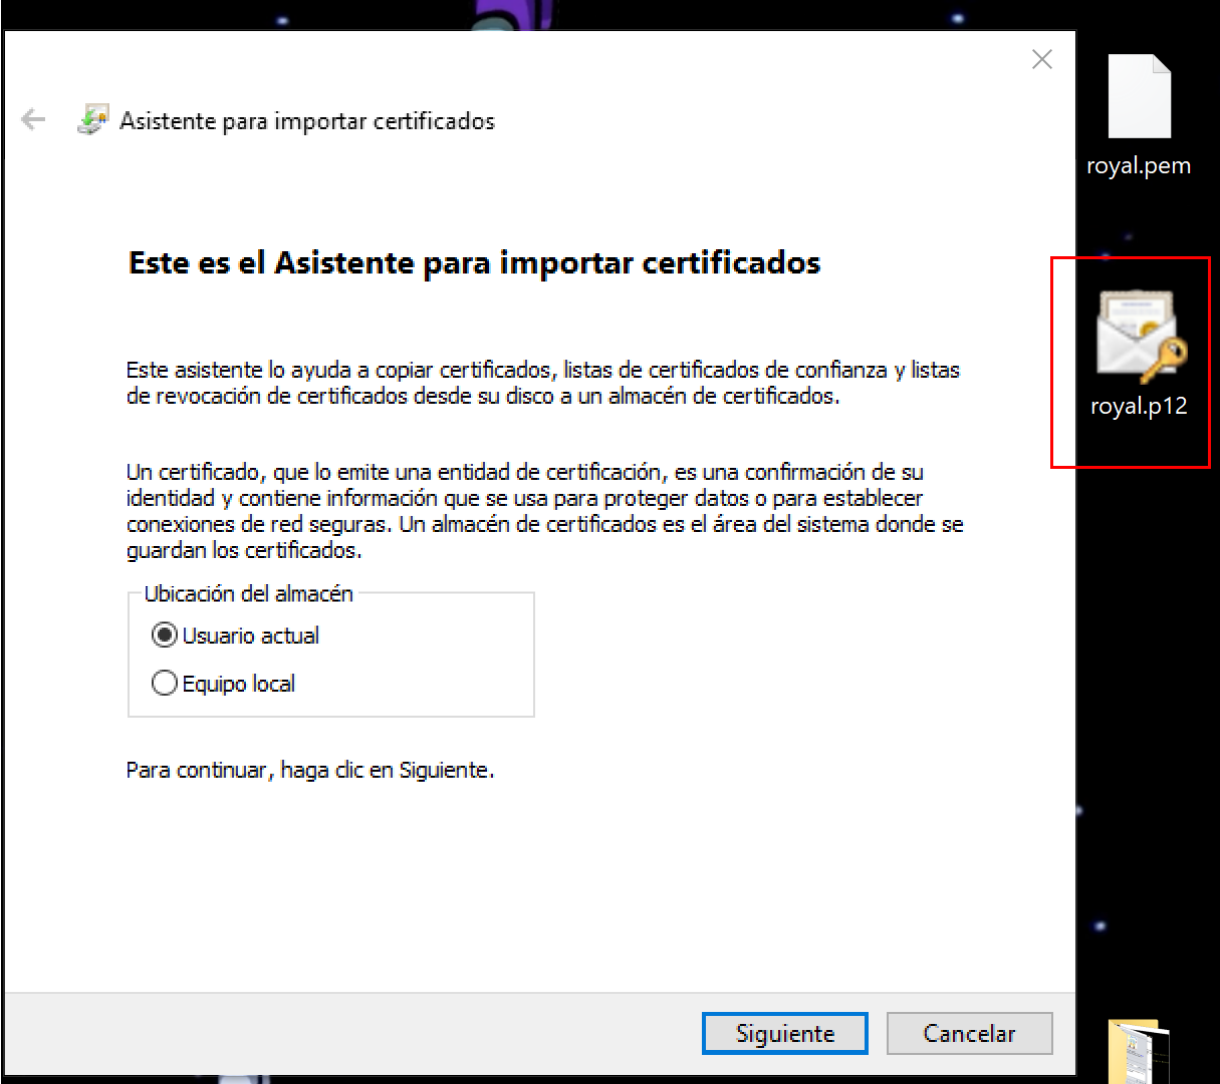 Asistente para importar certificados
royal.pem
Este es el Asistente para importar certificados
royal.p12
Este asistente lo ayuda a copiar certificados, listas de certificados de confianza y listas
de revocación de certificados desde su disco a un almacén de certificados.
Un certificado, que lo emite una entidad de certificación, es una confirmación de su
identidad y contiene información que se usa para proteger datos o para establecer
conexiones de red seguras. Un almacén de certificados es el área del sistema donde se
guardan los certificados.
Ubicación del almacén
Usuario actual
Equipo local
Para continuar, haga clic en Siguiente.
Siguiente
Cancelar